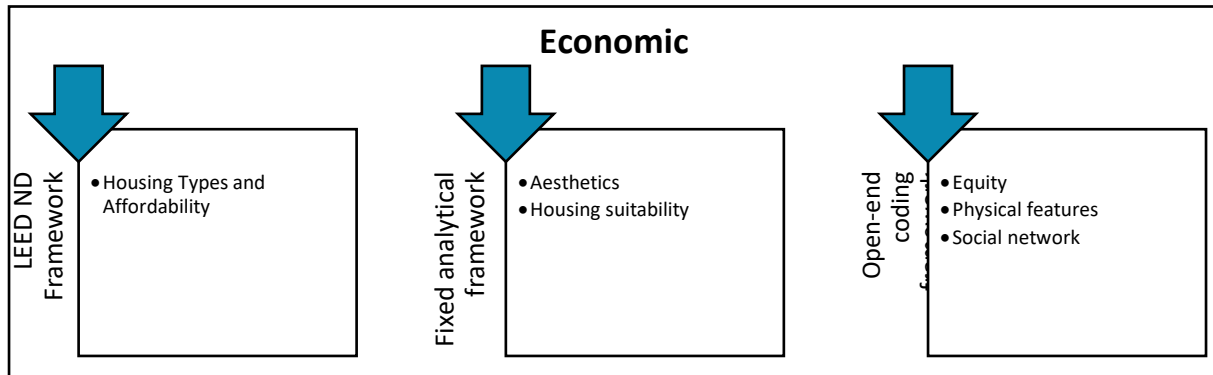 Economic
LEED ND
Framework
• Housing Types and
Affordability
Fixed analytical
framework
• Aesthetics
• Housing suitability
Open-end
coding
• Equity
• Physical features
• Social network